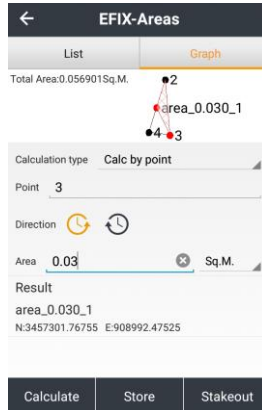 EFIX-Areas
List Graph
Total Area:0.056901Sq.M.
2
area_0.030_1
4 3
Calculation type Calc by point
Point 3
Direction
Area 0.03 Sq.M.
Result
area_0.030_1
N:3457301.76755 E:908992.47525
Calculate Store Stakeout